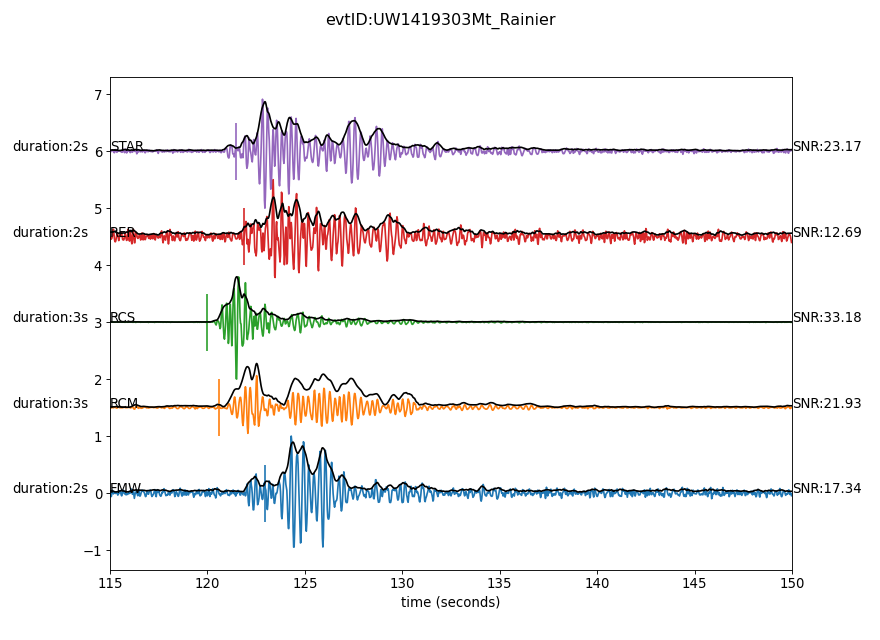 evtID:UW1419303Mt_Rainier
7
duration:2s STAR 6 SNR:23.17
5
duration:2s RER SNR:12.69
4
duration:3s RCS 3 SNR:33.18
2
duration:3s RCM SNR:21.93
1
duration:2s FMW 0 SNR:17.34
−1
115 120 125 130 135 140 145 150
time (seconds)